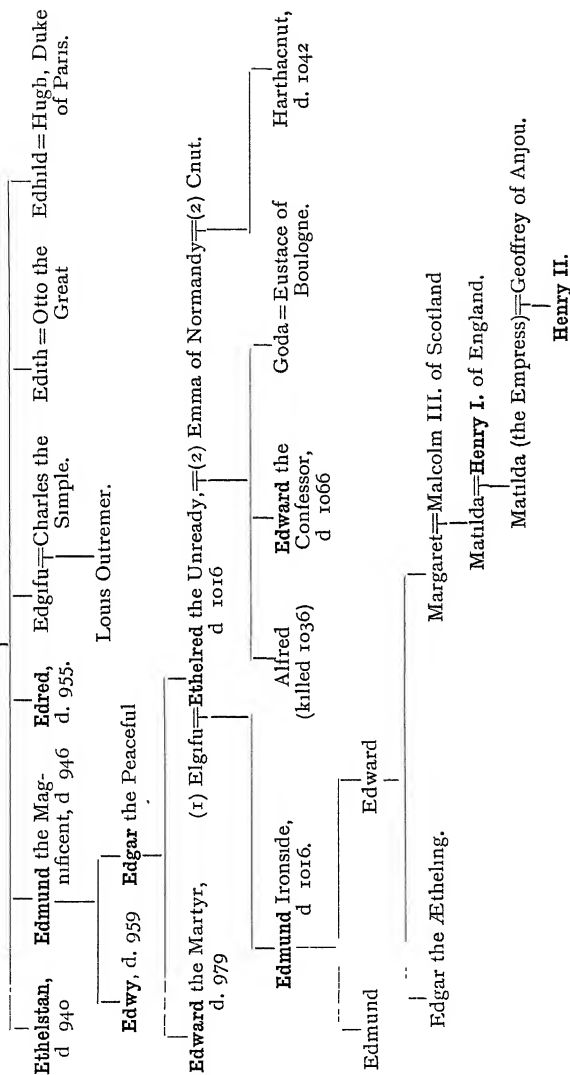 Ethelstan,
d 940
Edmund the Mag-
nificent, d 946
Edred,
d. 955.
Edgifu=Charles the
Simple.
Edith=Otto the
Great
Edhild=Hugh, Duke
of Paris.
Louis Outremer.
Edwy, d. 959
Edgar the Peaceful
Edward the Martyr,
d. 979
(1) Elgifu=Ethelred the Unready,=(2) Emma of Normandy=(2) Cnut.
d 1016
Edmund Ironside,
d 1016.
Alfred
(killed 1036)
Edward the
Confessor,
d 1066
Goda=Eustace of
Boulogne.
Harthacnut,
d. 1042
Edmund
Edward
Edgar the Ætheling.
Margaret=Malcolm III. of Scotland
Matilda=Henry I. of England.
Matilda (the Empress)=Geoffrey of Anjou.
Henry II.